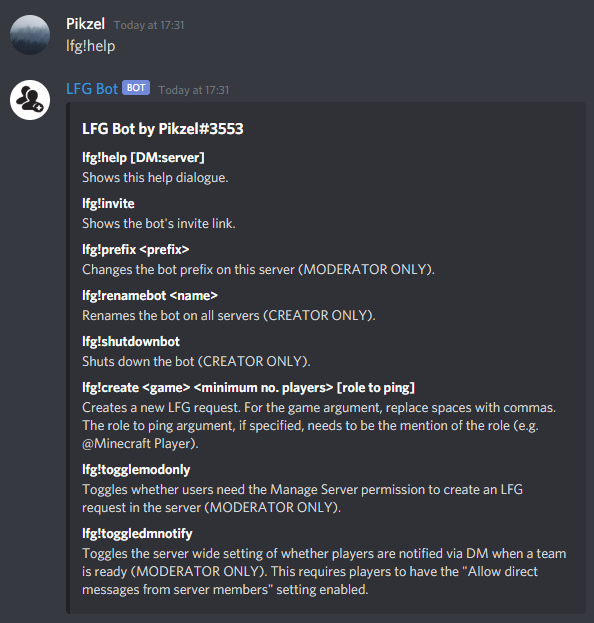 Pikzel Today at 17:31
lfg!help
LFG Bot BOT Today at 17:31
LFG Bot by Pikzel#3553
lfg!help [DM:server]
Shows this help dialogue.
lfg!invite
Shows the bot's invite link.
lfg!prefix <prefix>
Changes the bot prefix on this server (MODERATOR ONLY).
lfg!renamebot <name>
Renames the bot on all servers (CREATOR ONLY).
lfg!shutdownbot
Shuts down the bot (CREATOR ONLY).
lfg!create <game> <minimum no. players> [role to ping]
Creates a new LFG request. For the game argument, replace spaces with commas.
The role to ping argument, if specified, needs to be the mention of the role (e.g.
@Minecraft Player).
lfg!togglemodonly
Toggles whether users need the Manage Server permission to create an LFG
request in the server (MODERATOR ONLY).
lfg!toggledmnotify
Toggles the server wide setting of whether players are notified via DM when a team
is ready (MODERATOR ONLY). This requires players to have the "Allow direct
messages from server members" setting enabled.